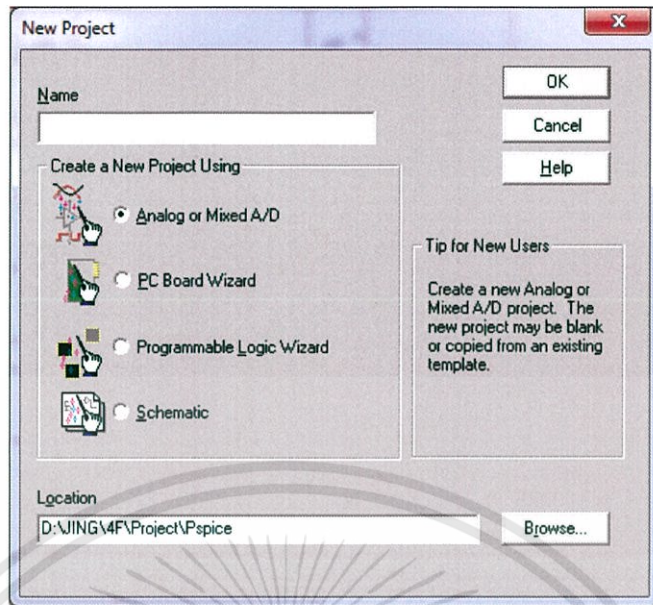 New Project
Name
OK
Cancel
Help
Create a New Project Using
Analog or Mixed A/D
PC Board Wizard
Programmable Logic Wizard
Schematic
Tip for New Users
Create a new Analog or
Mixed A/D project. The
new project may be blank
or copied from an existing
template.
Location
D:\JING\4F\Project\Pspice
Browse...